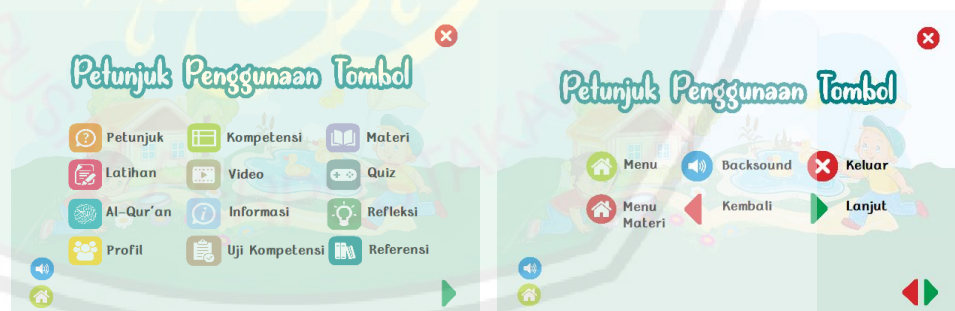 Petunjuk Penggunaan Tombol
Petunjuk Kompetensi Materi
Latihan Video Quiz
Al-Qur'an Informasi Refleksi
Profil Uji Kompetensi Referensi
Petunjuk Penggunaan Tombol
Menu Backsound Keluar
Menu Kembali Lanjut
Materi